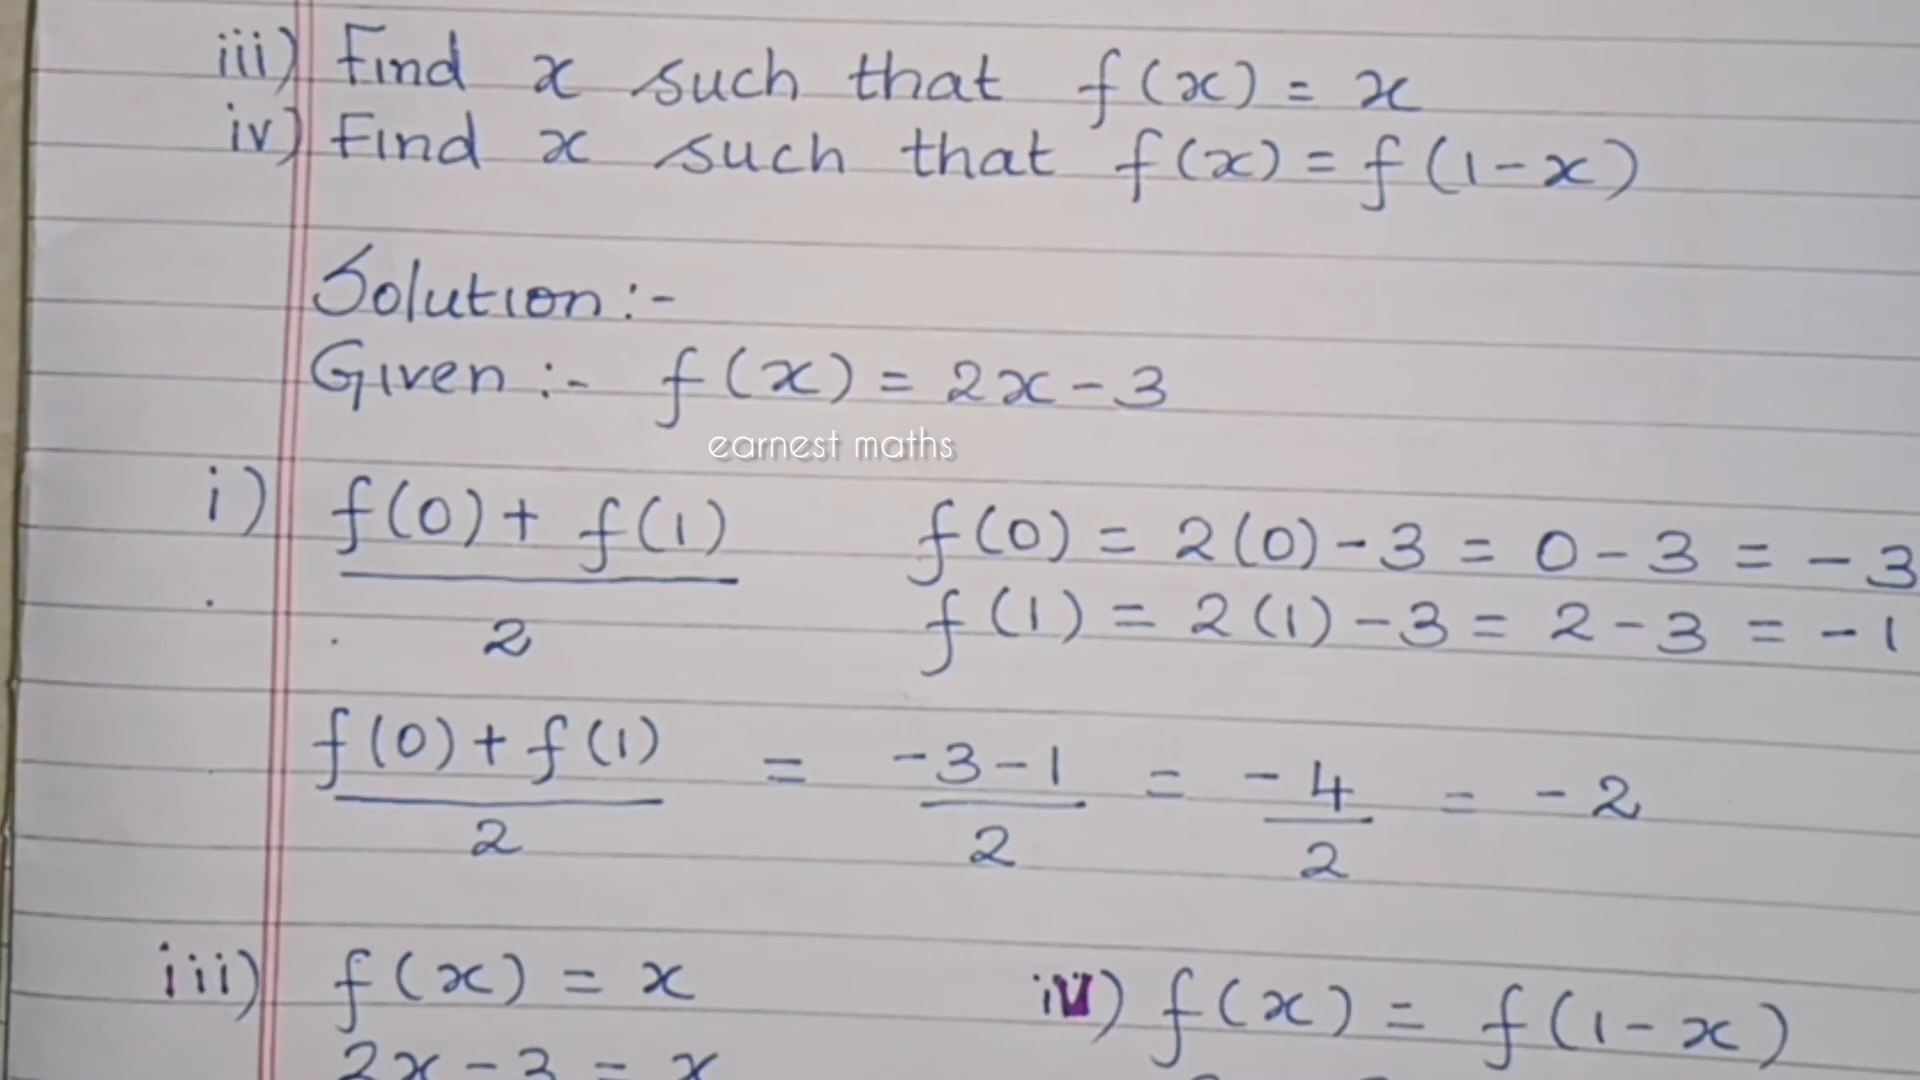 iii) Find x such that f(x) = x
iv) Find x such that f(x) = f(1-x)
Solution :-
Given :- f(x) = 2x - 3
earnest maths
i) f(0) + f(1) / 2
f(0) = 2(0) - 3 = 0 - 3 = -3
f(1) = 2(1) - 3 = 2 - 3 = -1
f(0) + f(1) / 2 = -3-1 / 2 = -4 / 2 = -2
iii) f(x) = x
iv) f(x) = f(1-x)
2x - 3 = x